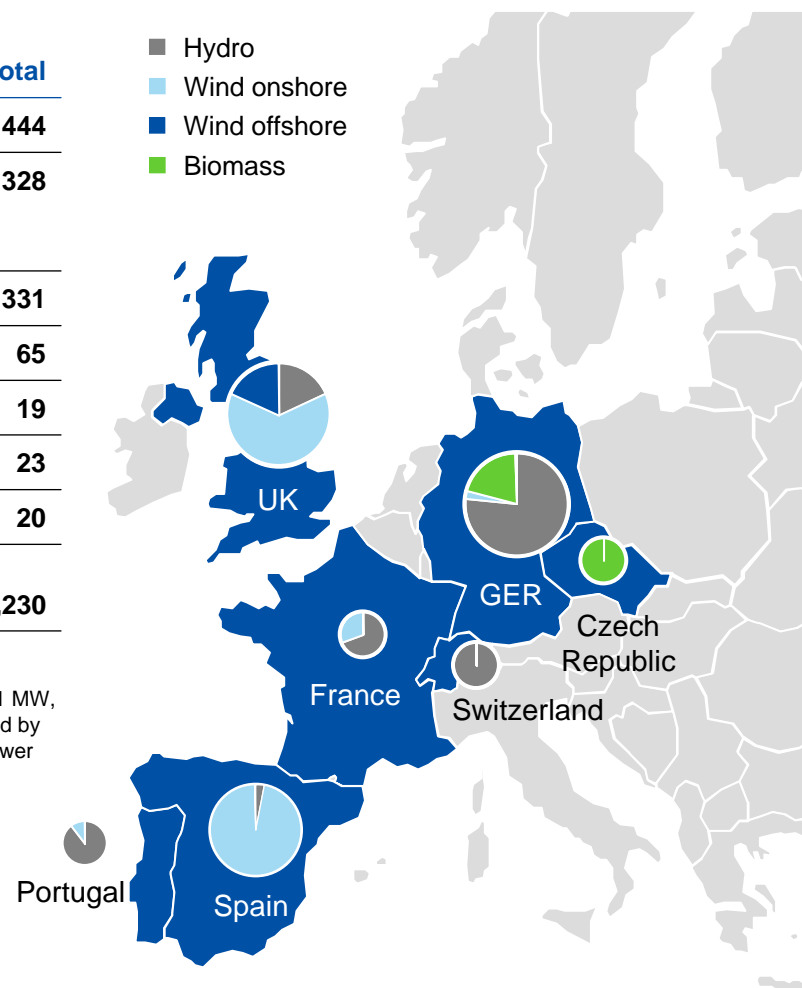 otal
444
328
331
65
19
23
20
,230
MW,
d by
wer
Hydro
Wind onshore
Wind offshore
Biomass
UK
GER
Czech
Republic
France
Switzerland
Portugal
Spain